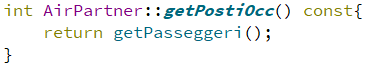 int AirPartner::getPostiOcc() const{
    return getPasseggeri();
}